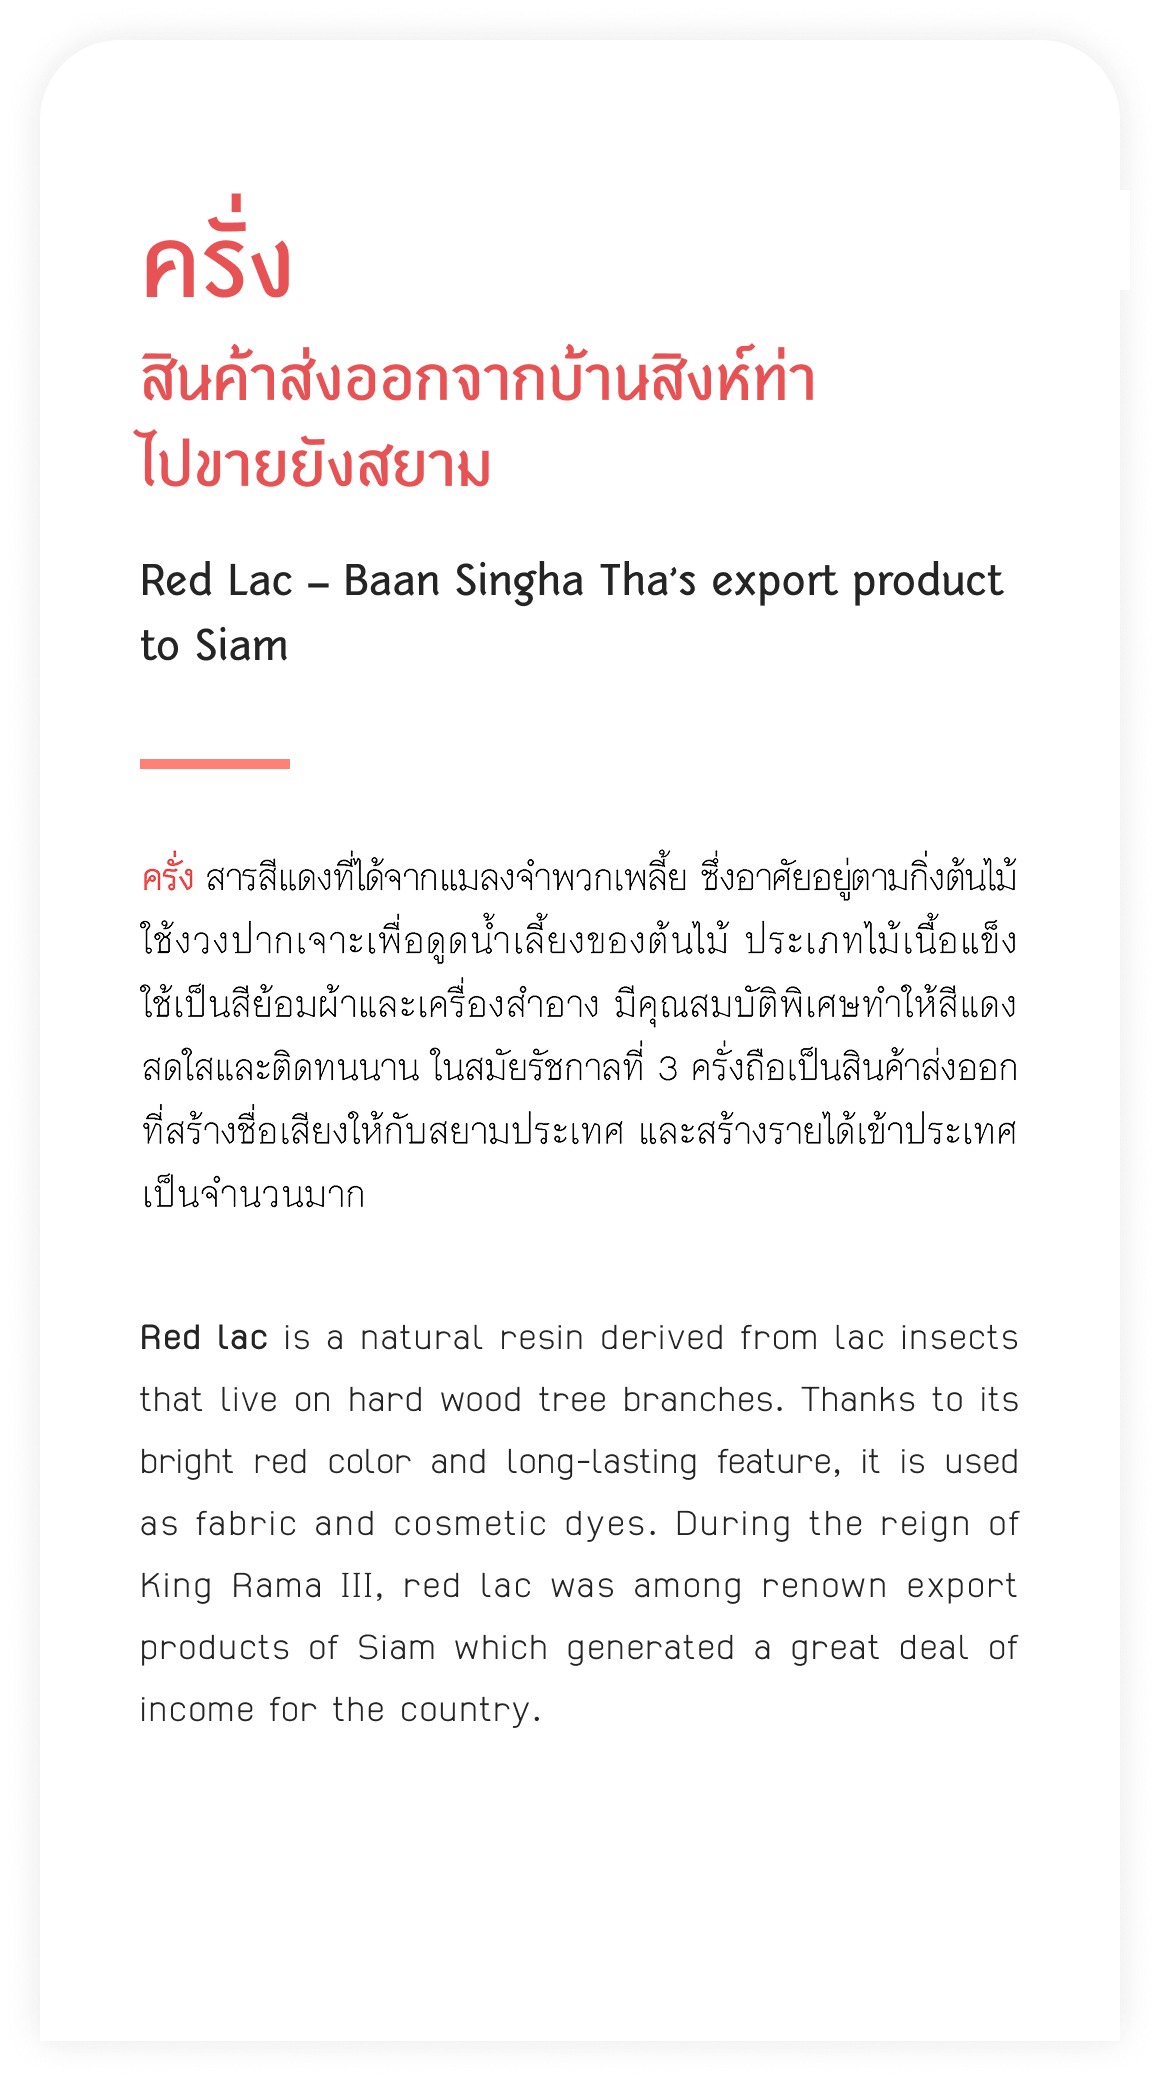 ครั่ง
สินค้าส่งออกจากบ้านสิงห์ท่า
ไปขายยังสยาม
Red Lac – Baan Singha Tha’s export product
to Siam
ครั่ง สารสีแดงที่ได้จากแมลงจำพวกเพลี้ย ซึ่งอาศัยอยู่ตามกิ่งต้นไม้
ใช้งวงปากเจาะเพื่อดูดน้ำเลี้ยงของต้นไม้ ประเภทไม้เนื้อแข็ง
ใช้เป็นสีย้อมผ้าและเครื่องสำอาง มีคุณสมบัติพิเศษทำให้สีแดง
สดใสและติดทนนาน ในสมัยรัชกาลที่ 3 ครั่งถือเป็นสินค้าส่งออก
ที่สร้างชื่อเสียงให้กับสยามประเทศ และสร้างรายได้เข้าประเทศ
เป็นจำนวนมาก
Red lac is a natural resin derived from lac insects
that live on hard wood tree branches. Thanks to its
bright red color and long-lasting feature, it is used
as fabric and cosmetic dyes. During the reign of
King Rama III, red lac was among renown export
products of Siam which generated a great deal of
income for the country.